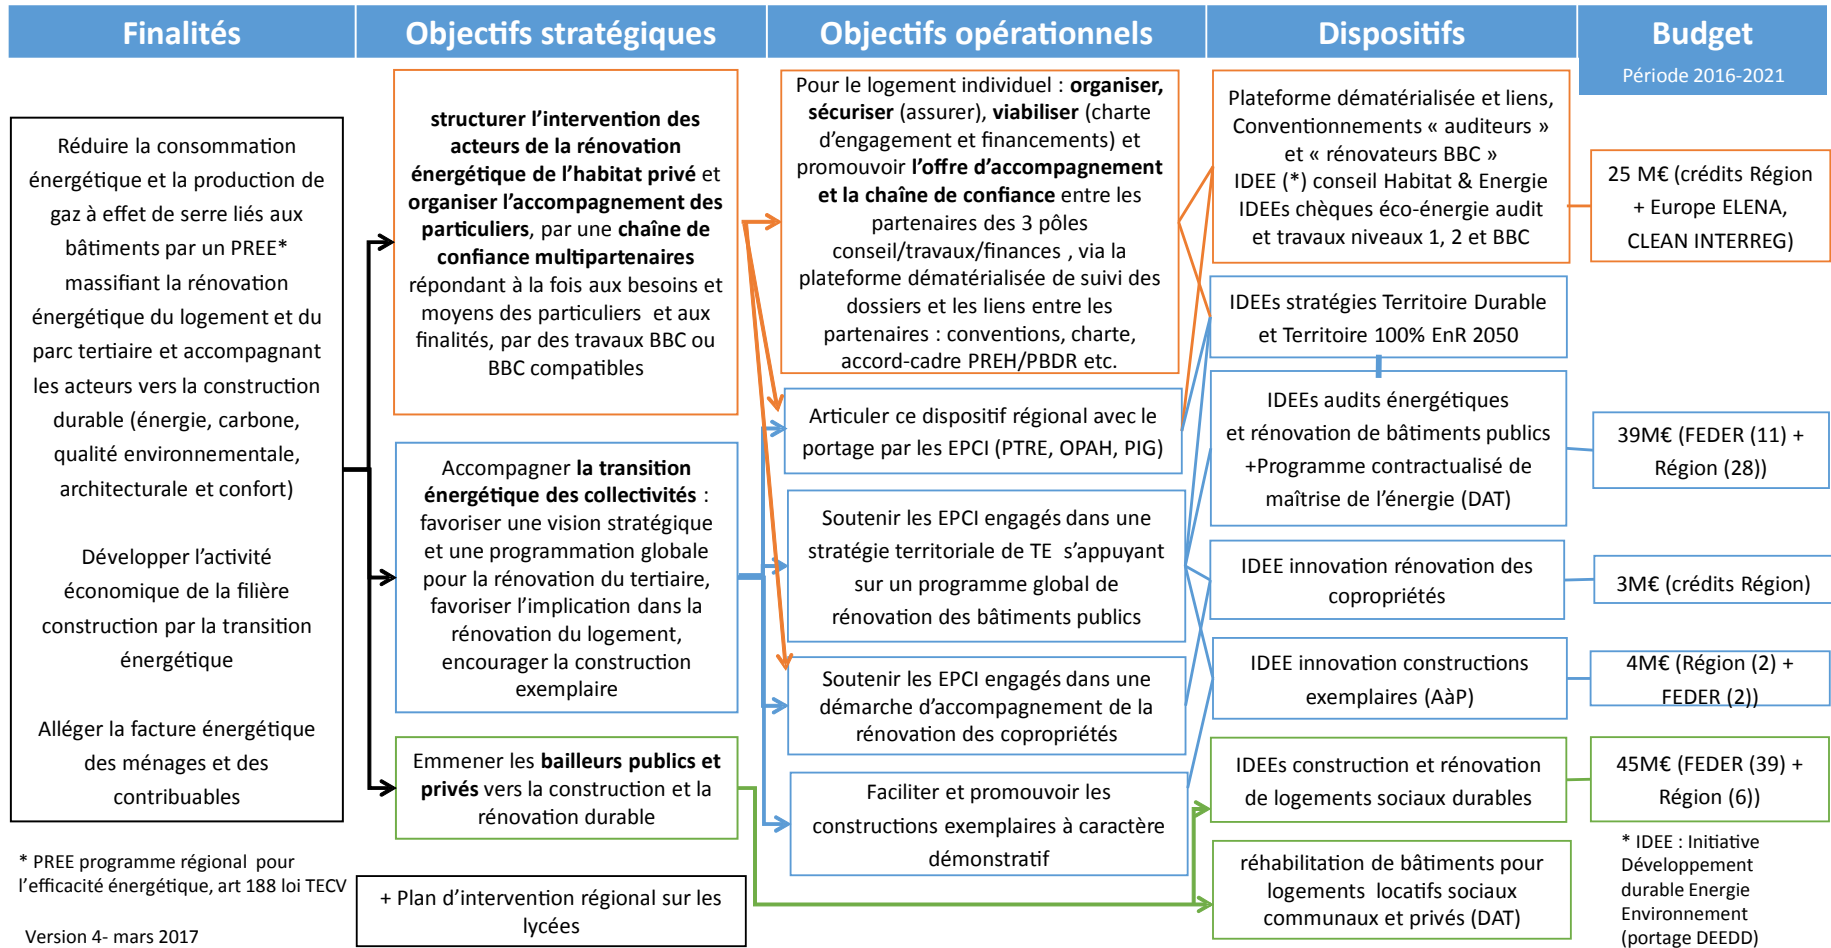 Finalités
Objectifs stratégiques
Objectifs opérationnels
Dispositifs
Budget
Période 2016-2021
Réduire la consommation
énergétique et la production de
gaz à effet de serre liés aux
bâtiments par un PREE*
massifiant la rénovation
énergétique du logement et du
parc tertiaire et accompagnant
les acteurs vers la construction
durable (énergie, carbone,
qualité environnementale,
architecturale et confort)
Développer l’activité
économique de la filière
construction par la transition
énergétique
Alléger la facture énergétique
des ménages et des
contribuables
* PREE programme régional pour
l’efficacité énergétique, art 188 loi TECV
Version 4- mars 2017
structurer l’intervention des
acteurs de la rénovation
énergétique de l’habitat privé et
organiser l’accompagnement des
particuliers, par une chaîne de
confiance multipartenaires
répondant à la fois aux besoins et
moyens des particuliers et aux
finalités, par des travaux BBC ou
BBC compatibles
Accompagner la transition
énergétique des collectivités :
favoriser une vision stratégique
et une programmation globale
pour la rénovation du tertiaire,
favoriser l’implication dans la
rénovation du logement,
encourager la construction
exemplaire
Emmener les bailleurs publics et
privés vers la construction et la
rénovation durable
+ Plan d’intervention régional sur les
lycées
Pour le logement individuel : organiser,
sécuriser (assurer), viabiliser (charte
d’engagement et financements) et
promouvoir l’offre d’accompagnement
et la chaîne de confiance entre les
partenaires des 3 pôles
conseil/travaux/finances , via la
plateforme dématérialisée de suivi des
dossiers et les liens entre les
partenaires : conventions, charte,
accord-cadre PREH/PBDR etc.
Articuler ce dispositif régional avec le
portage par les EPCI (PTRE, OPAH, PIG)
Soutenir les EPCI engagés dans une
stratégie territoriale de TE s’appuyant
sur un programme global de
rénovation des bâtiments publics
Soutenir les EPCI engagés dans une
démarche d’accompagnement de la
rénovation des copropriétés
Faciliter et promouvoir les
constructions exemplaires à caractère
démonstratif
Plateforme dématérialisée et liens,
Conventionnements « auditeurs »
et « rénovateurs BBC »
IDEE (*) conseil Habitat & Energie
IDEEs chèques éco-énergie audit
et travaux niveaux 1, 2 et BBC
IDEEs stratégies Territoire Durable
et Territoire 100% EnR 2050
IDEEs audits énergétiques
et rénovation de bâtiments publics
+Programme contractualisé de
maîtrise de l’énergie (DAT)
IDEE innovation rénovation des
copropriétés
IDEE innovation constructions
exemplaires (AàP)
IDEEs construction et rénovation
de logements sociaux durables
réhabilitation de bâtiments pour
logements locatifs sociaux
communaux et privés (DAT)
25 M€ (crédits Région
+ Europe ELENA,
CLEAN INTERREG)
39M€ (FEDER (11) +
Région (28))
3M€ (crédits Région)
4M€ (Région (2) +
FEDER (2))
45M€ (FEDER (39) +
Région (6))
* IDEE : Initiative
Développement
durable Energie
Environnement
(portage DEEDD)